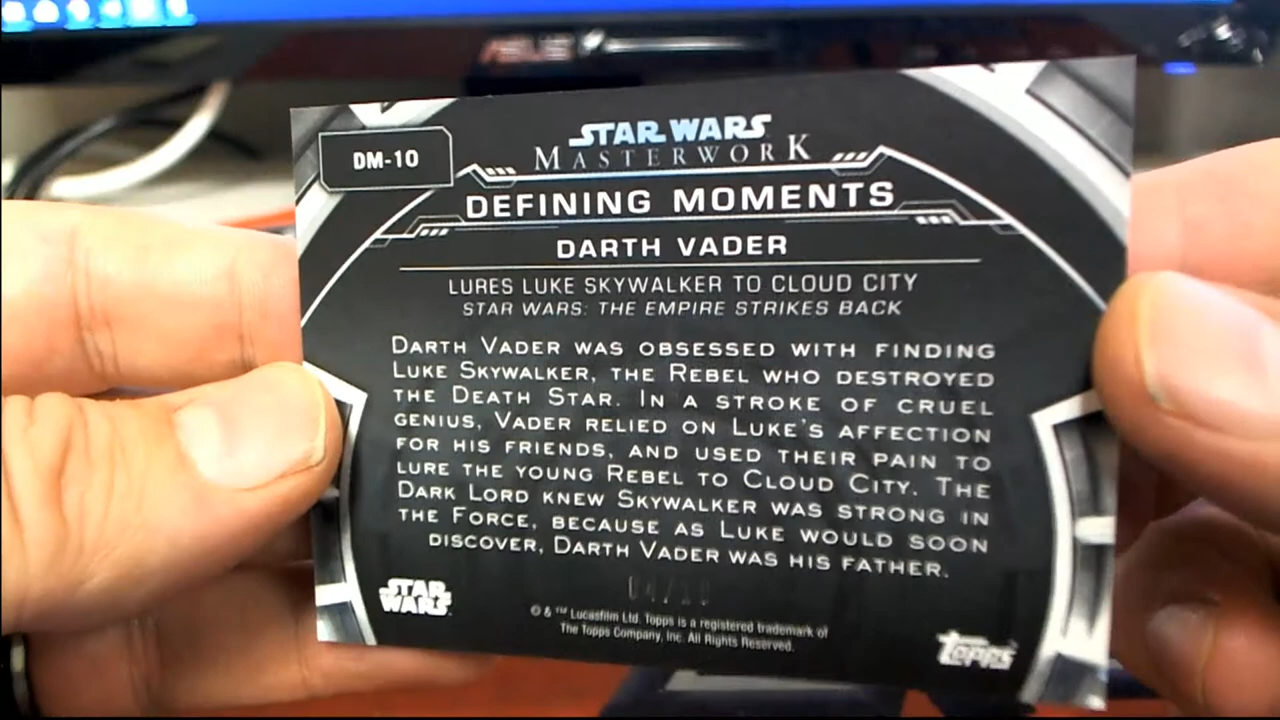 ASUS
DM-10
STAR WARS
MASTERWORK
DEFINING MOMENTS
DARTH VADER
LURES LUKE SKYWALKER TO CLOUD CITY
STAR WARS: THE EMPIRE STRIKES BACK
DARTH VADER WAS OBSESSED WITH FINDING
LUKE SKYWALKER, THE REBEL WHO DESTROYED
THE DEATH STAR. IN A STROKE OF CRUEL
GENIUS, VADER RELIED ON LUKE'S AFFECTION
FOR HIS FRIENDS, AND USED THEIR PAIN TO
LURE THE YOUNG REBEL TO CLOUD CITY. THE
DARK LORD KNEW SKYWALKER WAS STRONG IN
THE FORCE, BECAUSE AS LUKE WOULD SOON
DISCOVER, DARTH VADER WAS HIS FATHER.
STAR
WARS
© & ™ Lucasfilm Ltd. Topps is a registered trademark of
The Topps Company, Inc. All Rights Reserved.
Topps